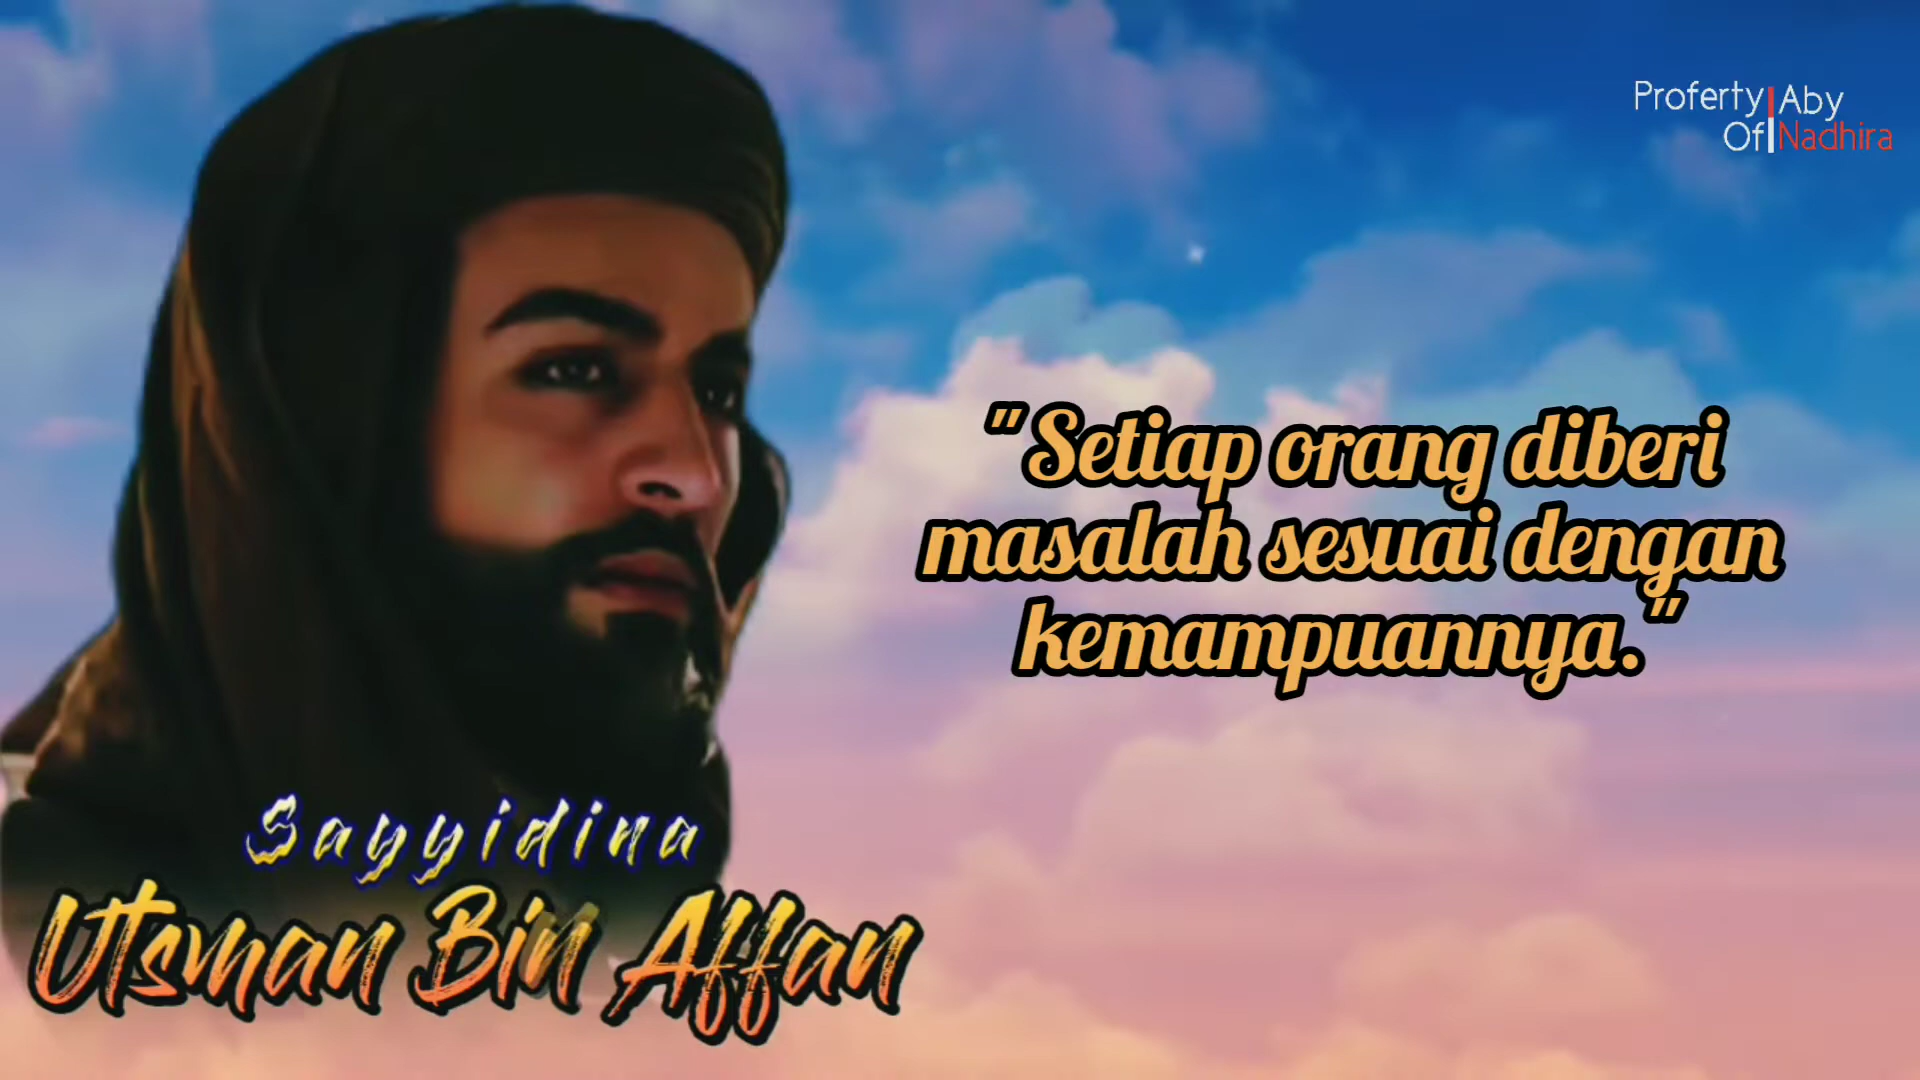 Proferty Aby
Of Nadhira
"Setiap orang diberi
masalah sesuai dengan
kemampuannya."
Sayyidina
Utsman Bin Affan